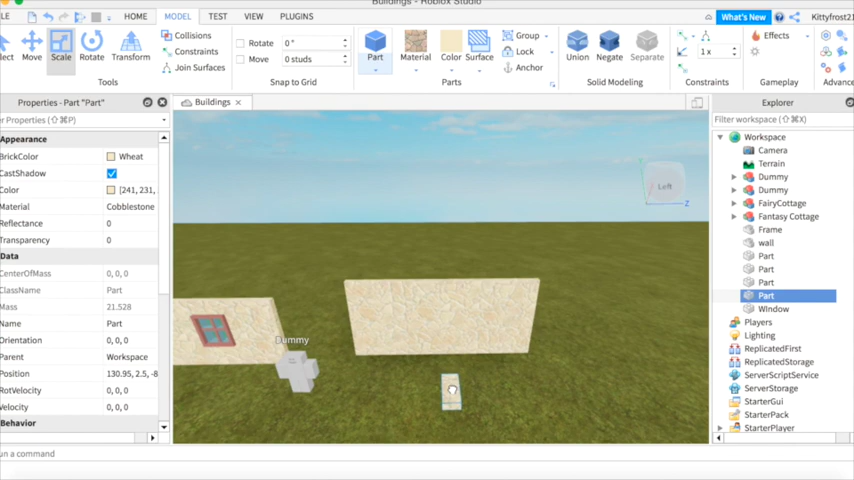 Buildings - Roblox Studio
HOME MODEL TEST VIEW PLUGINS What's New Kittyfrost21
Move Scale Rotate Transform
Collisions
Constraints
Join Surfaces
Tools
Rotate 0 °
Move 0 studs
Snap to Grid
Part Material Color Surface
Group
Lock
Anchor
Parts
Union Negate Separate
Solid Modeling
1 x
Constraints
Effects
Gameplay
Advance
Properties - Part "Part"
Buildings
Explorer
Properties (⇧⌘P)
Filter workspace (⇧⌘X)
Appearance
BrickColor Wheat
CastShadow
Color [241, 231,
Material Cobblestone
Reflectance 0
Transparency 0
Data
CenterOfMass 0, 0, 0
ClassName Part
Mass 21.528
Name Part
Orientation 0, 0, 0
Parent Workspace
Position 130.95, 2.5, -8
RotVelocity 0, 0, 0
Velocity 0, 0, 0
Behavior
Left
Y
Z
Dummy
Workspace
Camera
Terrain
Dummy
Dummy
FairyCottage
Fantasy Cottage
Frame
wall
Part
Part
Part
Part
WIndow
Players
Lighting
ReplicatedFirst
ReplicatedStorage
ServerScriptService
ServerStorage
StarterGui
StarterPack
StarterPlayer
un a command